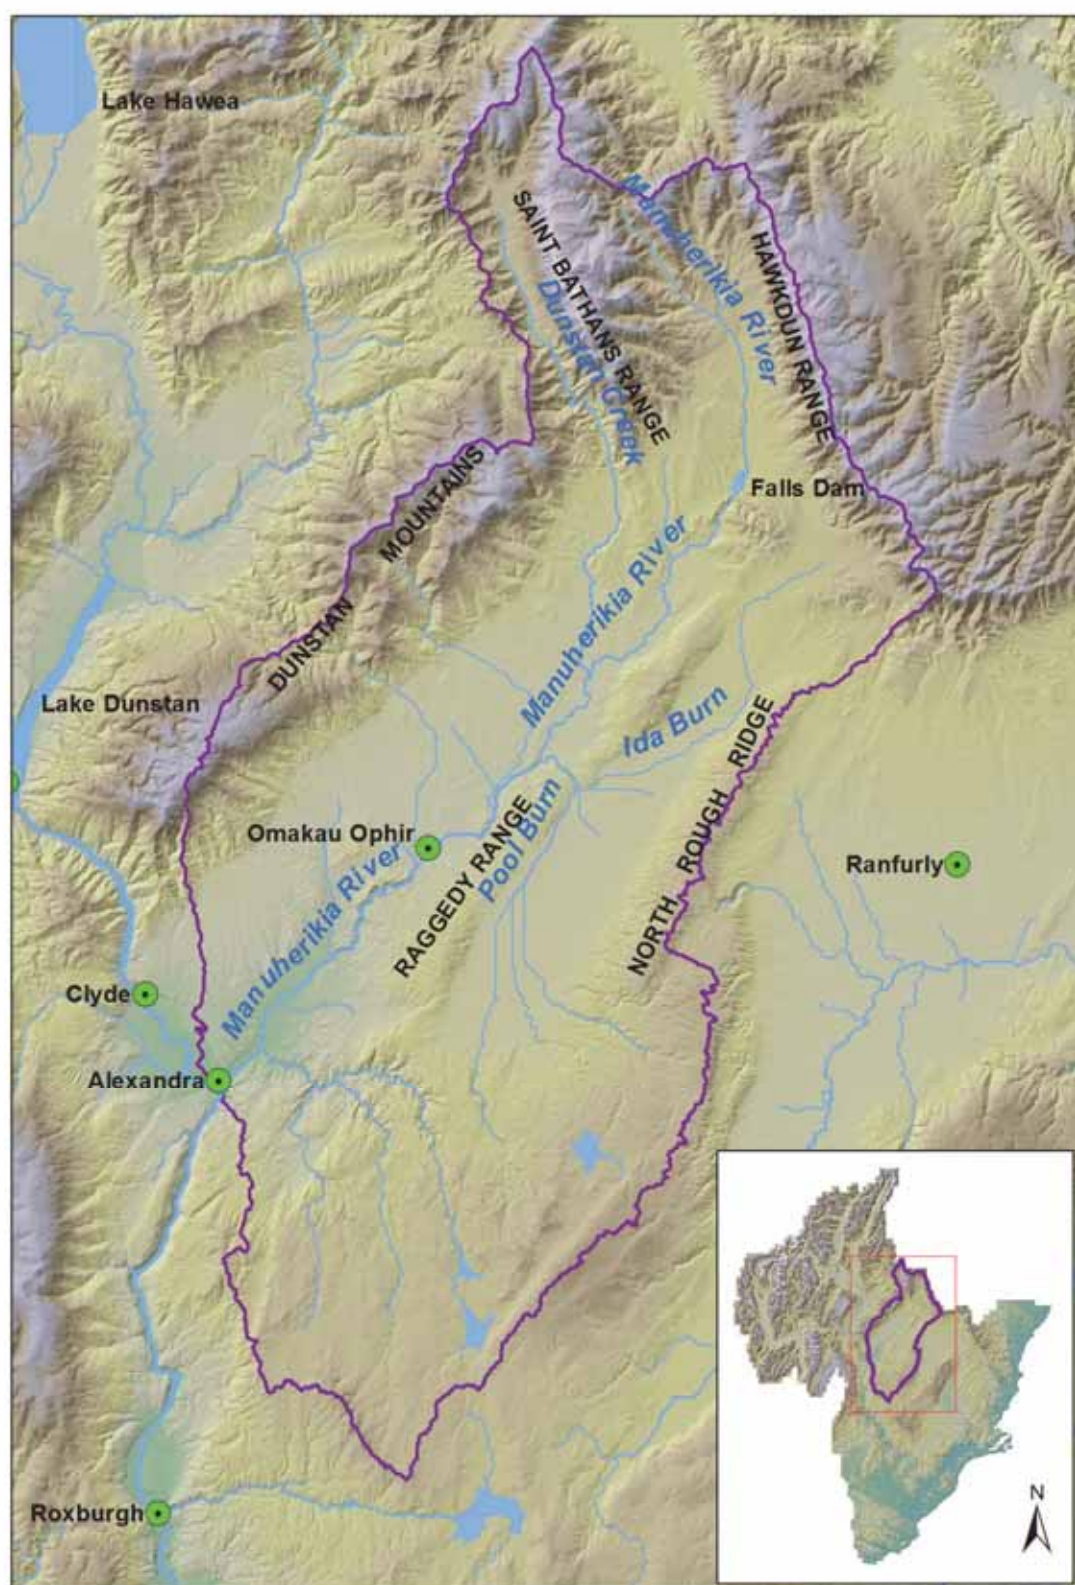 Lake Hawea
Manuherikia River
SAINT BATHANS RANGE
HAWKDUN RANGE
Dunstan Creek
DUNSTAN MOUNTAINS
Falls Dam
Manuherikia River
Lake Dunstan
Ida Burn
NORTH ROUGH RIDGE
Omakau Ophir
RAGGEDY RANGE
Pool Burn
Ranfurly
Manuherikia River
Clyde
Alexandra
Roxburgh
N